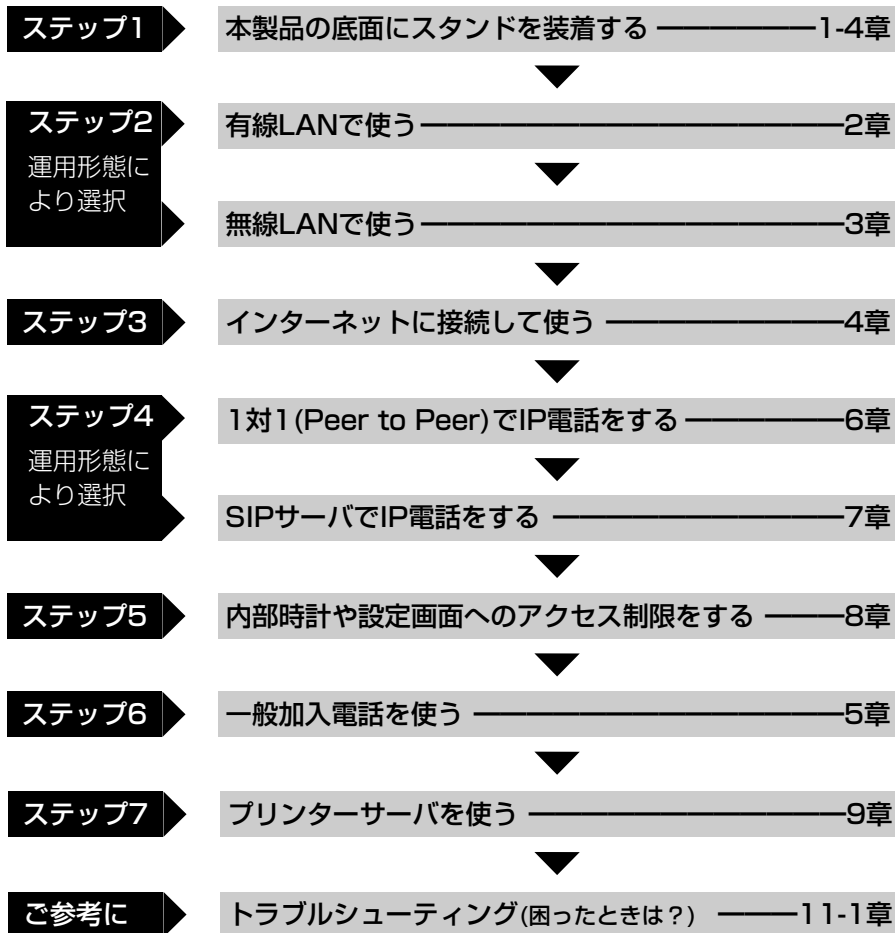 ステップ1 本製品の底面にスタンドを装着する 1-4章
ステップ2
運用形態に
より選択
有線LANで使う 2章
無線LANで使う 3章
ステップ3 インターネットに接続して使う 4章
ステップ4
運用形態に
より選択
1対1(Peer to Peer)でIP電話をする 6章
SIPサーバでIP電話をする 7章
ステップ5 内部時計や設定画面へのアクセス制限をする 8章
ステップ6 一般加入電話を使う 5章
ステップ7 プリンターサーバを使う 9章
ご参考に トラブルシューティング(困ったときは?) 11-1章